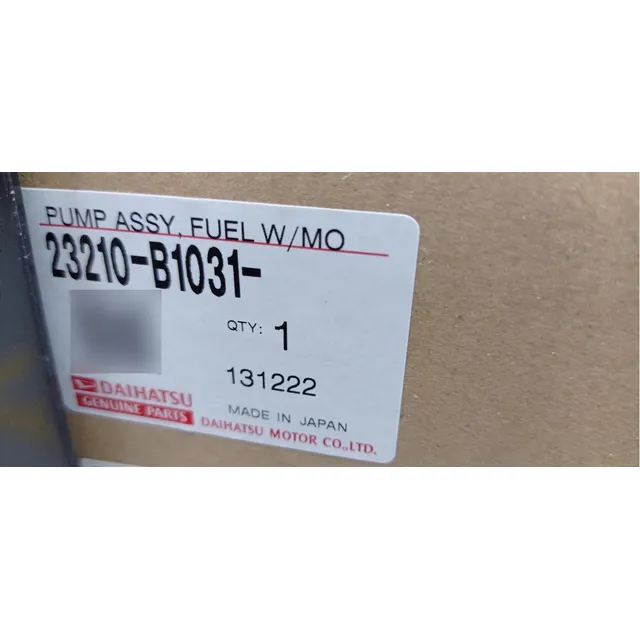 PUMP ASSY, FUEL W/MO
23210-B1031-
QTY: 1
131222
DAIHATSU
GENUINE PARTS
MADE IN JAPAN
DAIHATSU MOTOR CO.,LTD.